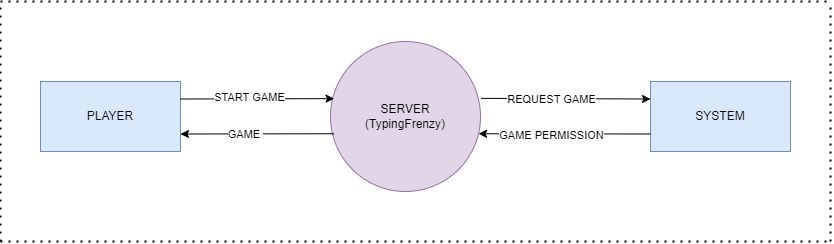 START GAME
REQUEST GAME
PLAYER
SERVER
(TypingFrenzy)
SYSTEM
GAME
GAME PERMISSION